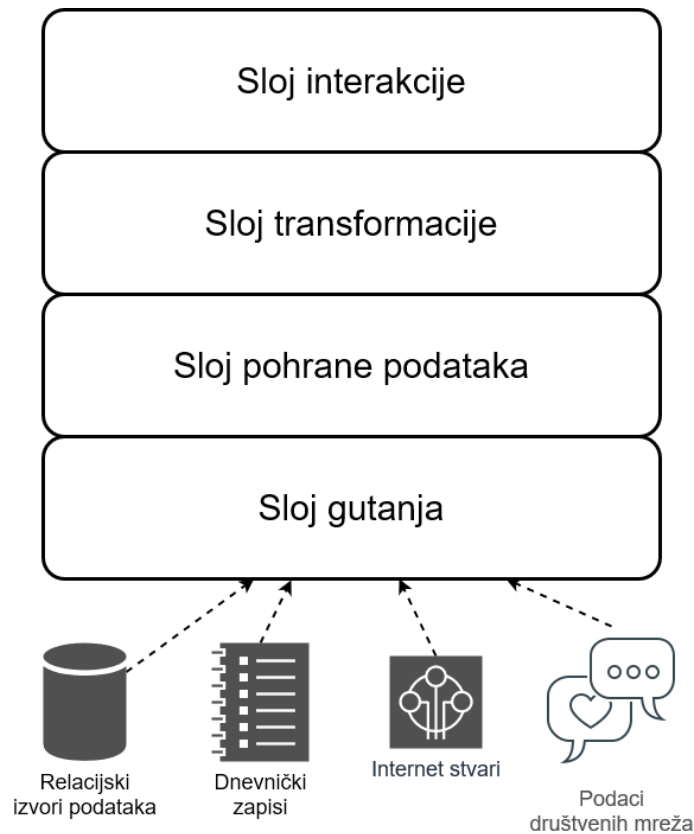 Sloj interakcije
Sloj transformacije
Sloj pohrane podataka
Sloj gutanja
Relacijski
izvori podataka
Dnevnički
zapisi
Internet stvari
Podaci
društvenih mreža